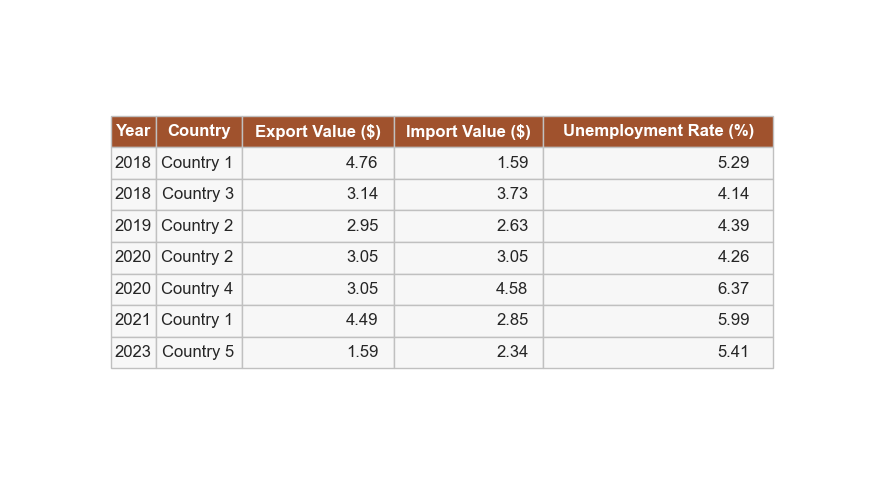 Year Country Export Value ($) Import Value ($) Unemployment Rate (%)
2018 Country 1 4.76 1.59 5.29
2018 Country 3 3.14 3.73 4.14
2019 Country 2 2.95 2.63 4.39
2020 Country 2 3.05 3.05 4.26
2020 Country 4 3.05 4.58 6.37
2021 Country 1 4.49 2.85 5.99
2023 Country 5 1.59 2.34 5.41